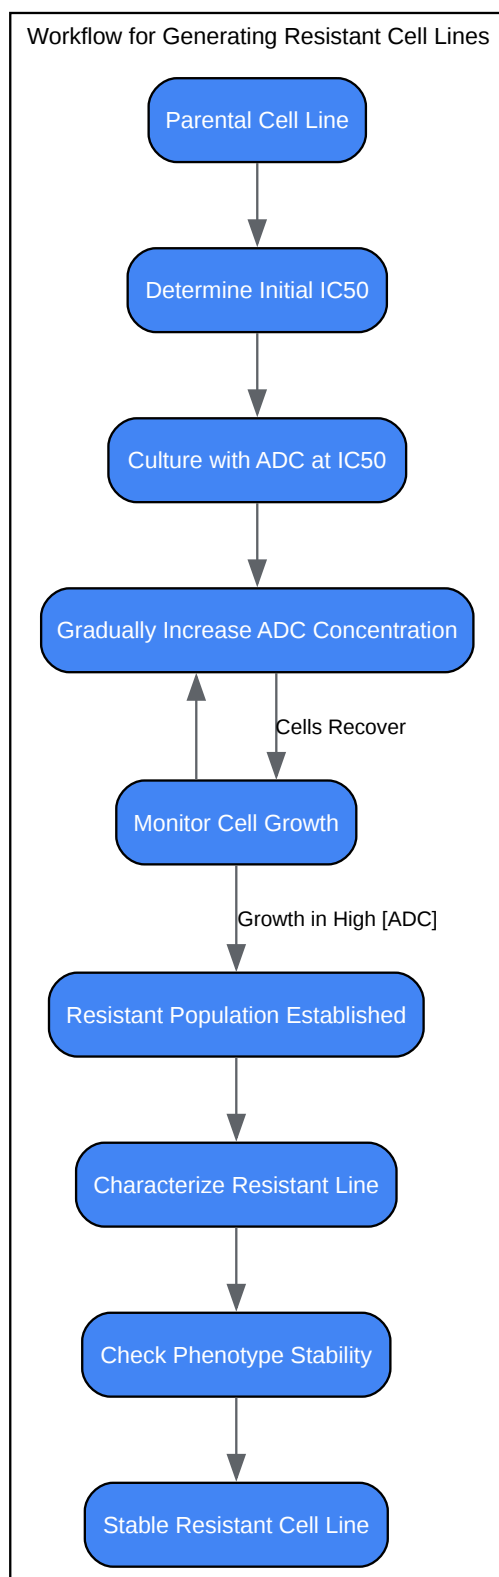 Workflow for Generating Resistant Cell Lines
Parental Cell Line
Determine Initial IC50
Culture with ADC at IC50
Gradually Increase ADC Concentration
Cells Recover
Monitor Cell Growth
Growth in High [ADC]
Resistant Population Established
Characterize Resistant Line
Check Phenotype Stability
Stable Resistant Cell Line